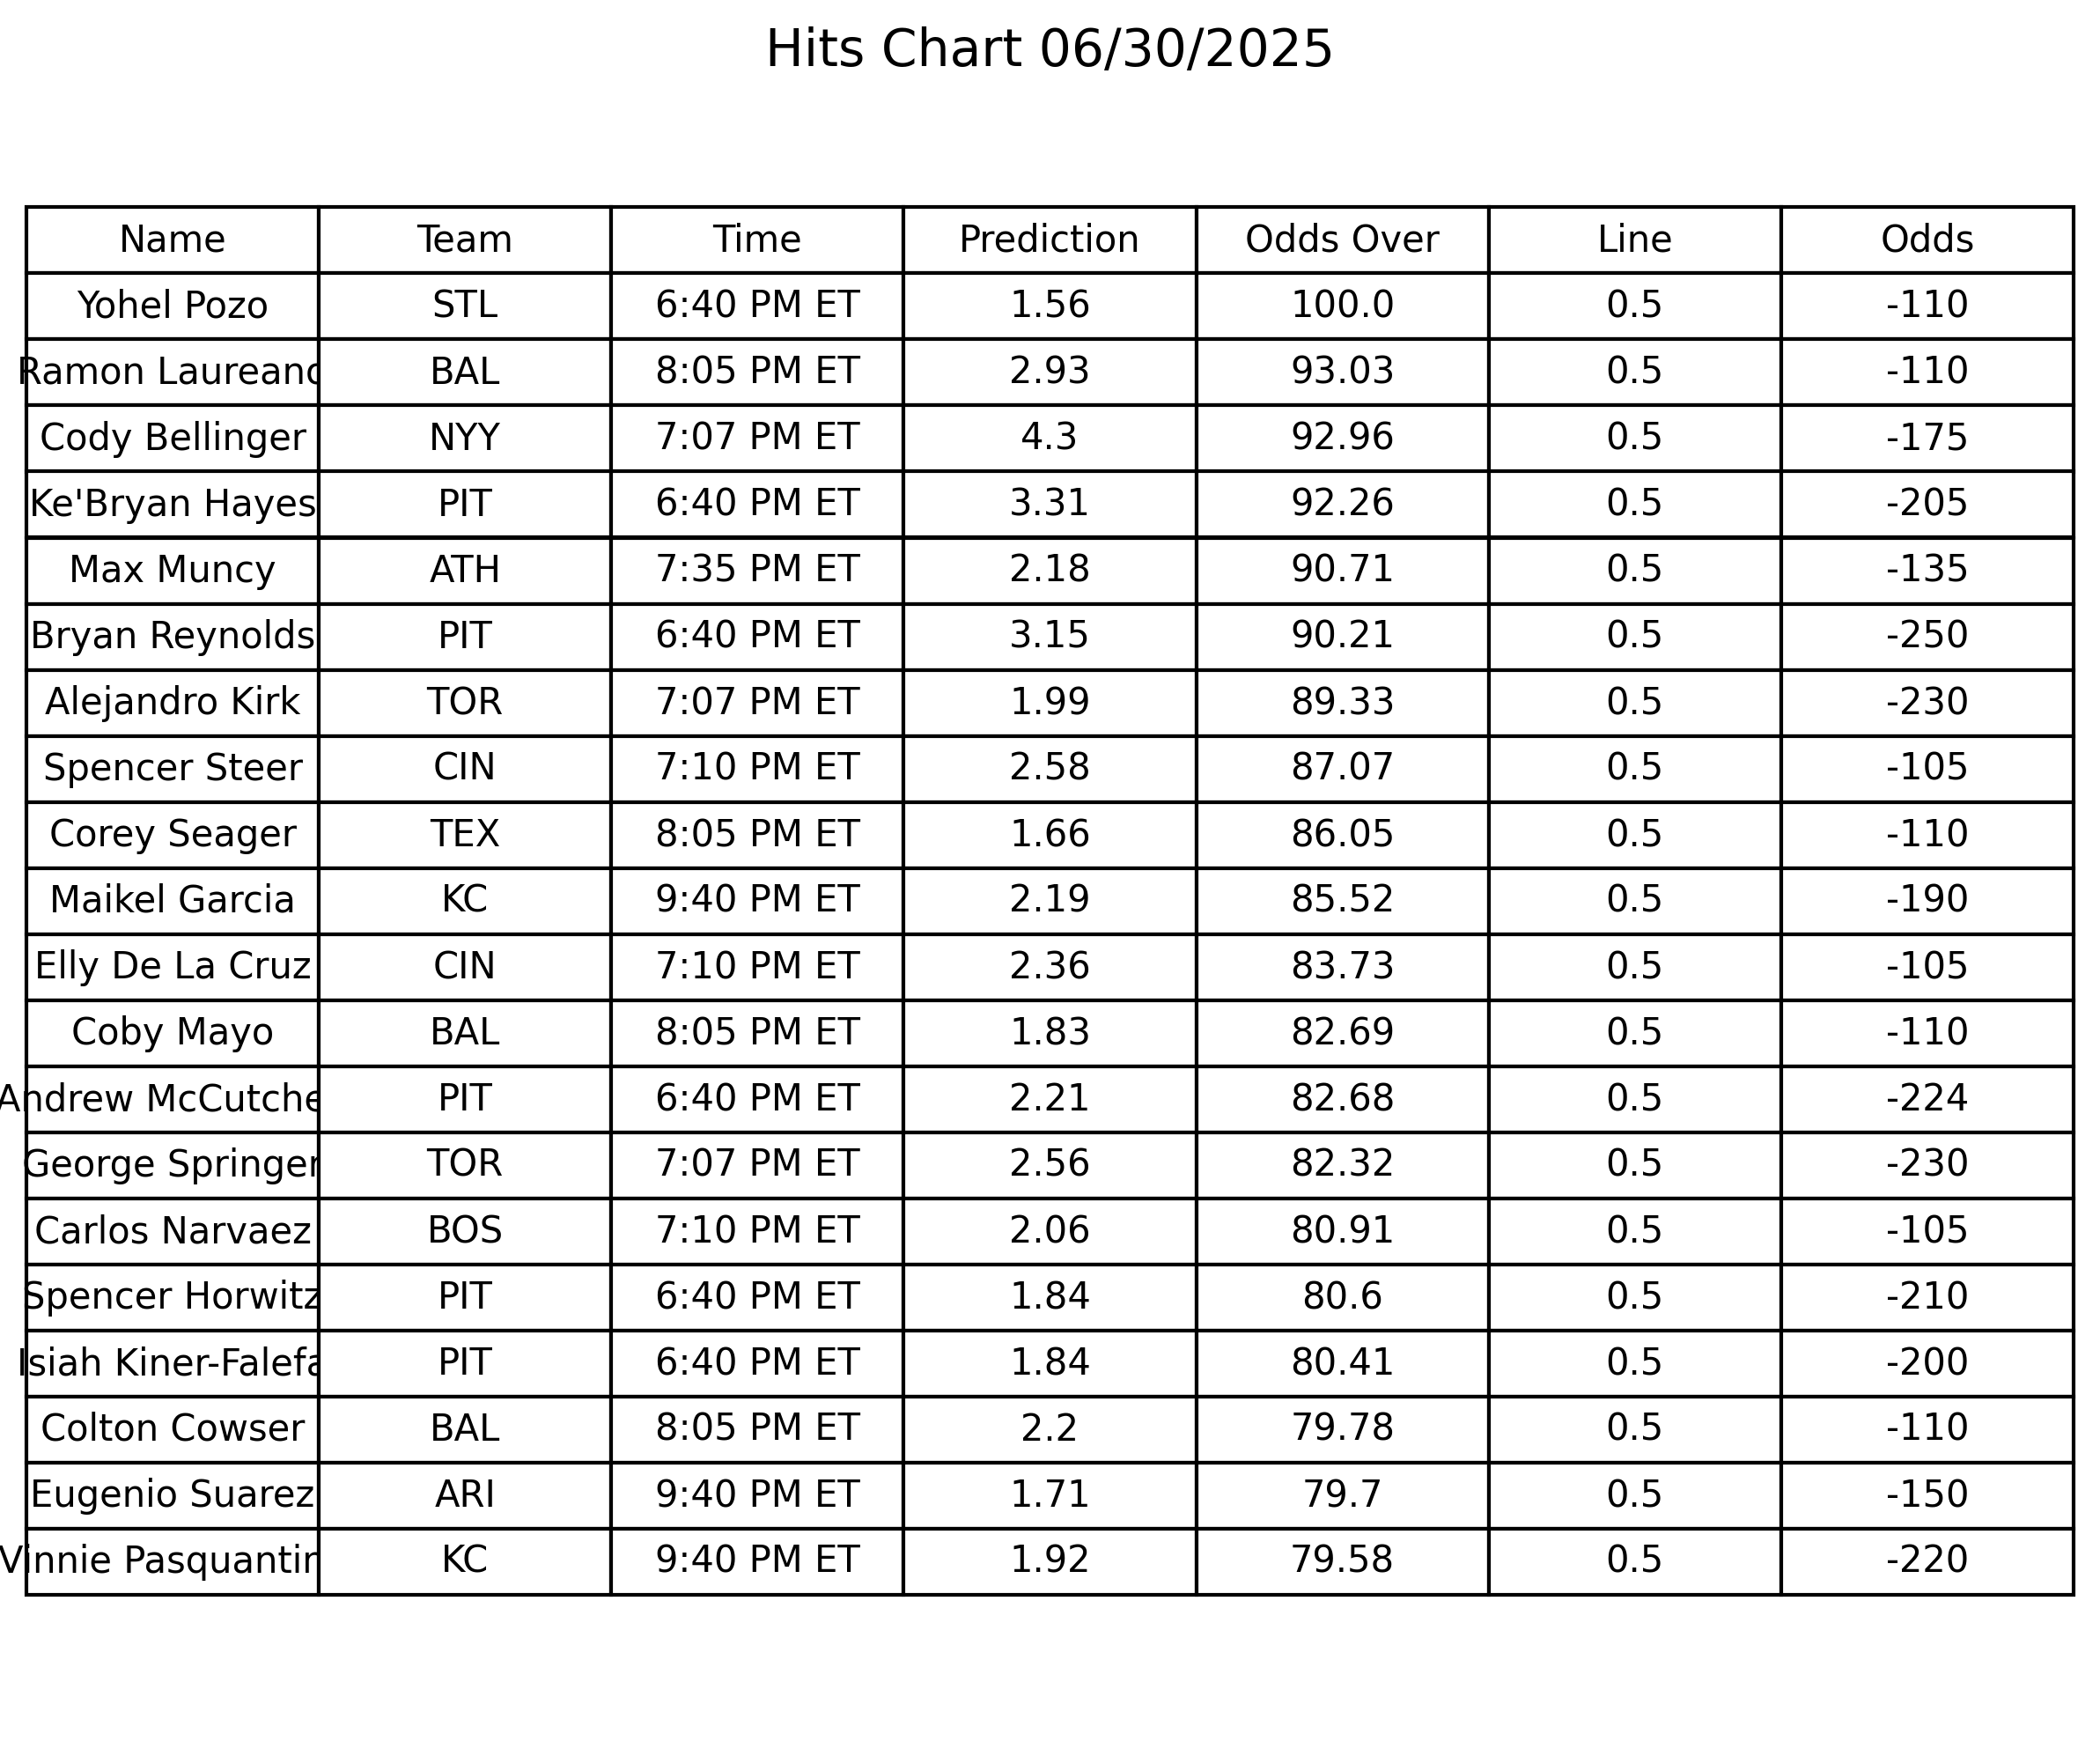 Hits Chart 06/30/2025
Name Team Time Prediction Odds Over Line Odds
Yohel Pozo STL 6:40 PM ET 1.56 100.0 0.5 -110
Ramon Laureano BAL 8:05 PM ET 2.93 93.03 0.5 -110
Cody Bellinger NYY 7:07 PM ET 4.3 92.96 0.5 -175
Ke'Bryan Hayes PIT 6:40 PM ET 3.31 92.26 0.5 -205
Max Muncy ATH 7:35 PM ET 2.18 90.71 0.5 -135
Bryan Reynolds PIT 6:40 PM ET 3.15 90.21 0.5 -250
Alejandro Kirk TOR 7:07 PM ET 1.99 89.33 0.5 -230
Spencer Steer CIN 7:10 PM ET 2.58 87.07 0.5 -105
Corey Seager TEX 8:05 PM ET 1.66 86.05 0.5 -110
Maikel Garcia KC 9:40 PM ET 2.19 85.52 0.5 -190
Elly De La Cruz CIN 7:10 PM ET 2.36 83.73 0.5 -105
Coby Mayo BAL 8:05 PM ET 1.83 82.69 0.5 -110
Andrew McCutche PIT 6:40 PM ET 2.21 82.68 0.5 -224
George Springer TOR 7:07 PM ET 2.56 82.32 0.5 -230
Carlos Narvaez BOS 7:10 PM ET 2.06 80.91 0.5 -105
Spencer Horwitz PIT 6:40 PM ET 1.84 80.6 0.5 -210
Isiah Kiner-Falefa PIT 6:40 PM ET 1.84 80.41 0.5 -200
Colton Cowser BAL 8:05 PM ET 2.2 79.78 0.5 -110
Eugenio Suarez ARI 9:40 PM ET 1.71 79.7 0.5 -150
Vinnie Pasquantin KC 9:40 PM ET 1.92 79.58 0.5 -220